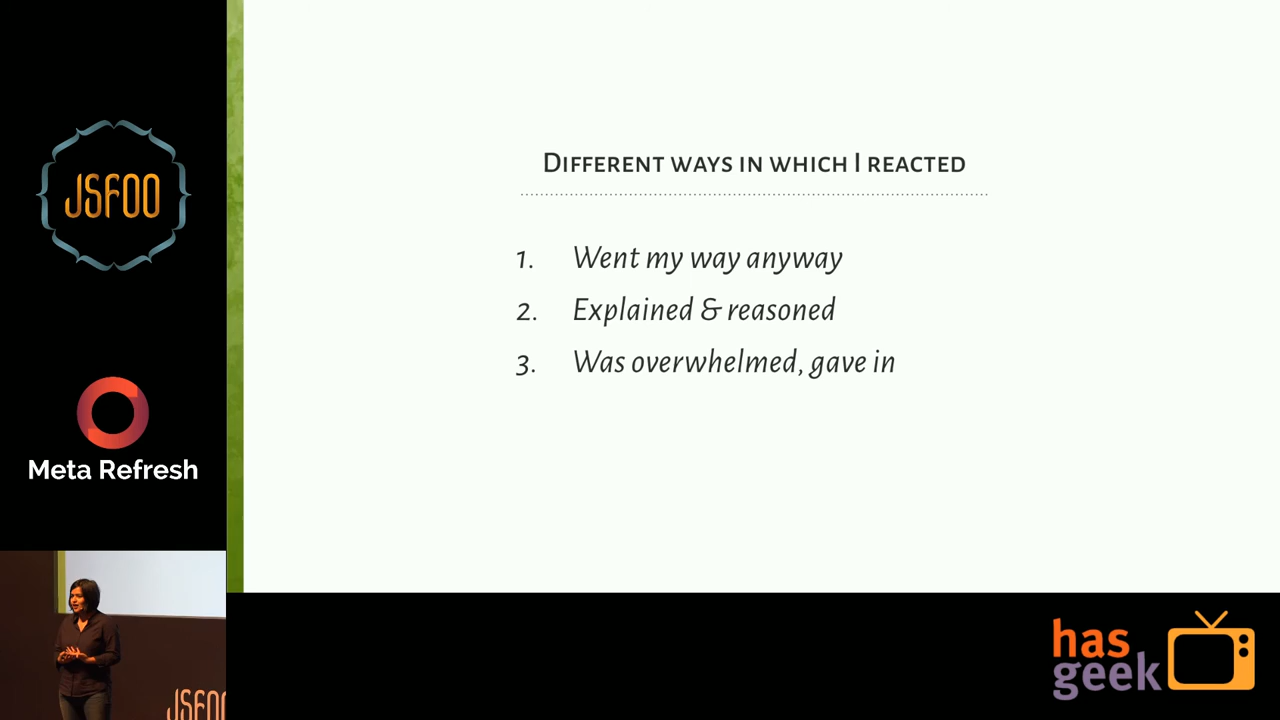 JSFOO
Meta Refresh
Different ways in which I reacted
1. Went my way anyway
2. Explained & reasoned
3. Was overwhelmed, gave in
JSFOO
has
geek